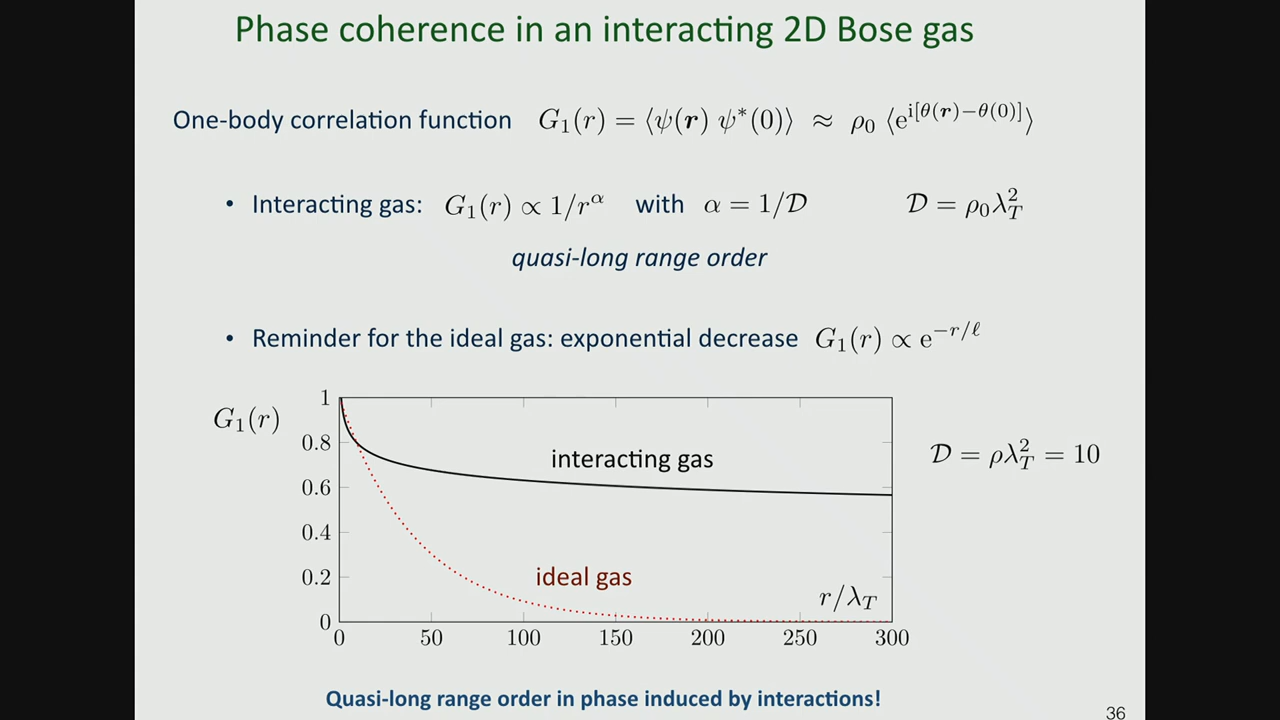 Phase coherence in an interacting 2D Bose gas
One-body correlation function G₁(r) = ⟨ψ(r) ψ*(0)⟩ ≈ ρ₀ ⟨e^{i[θ(r)−θ(0)]}⟩
• Interacting gas: G₁(r) ∝ 1/r^α with α = 1/𝒟 𝒟 = ρ₀λ_T²
quasi-long range order
• Reminder for the ideal gas: exponential decrease G₁(r) ∝ e^{−r/ℓ}
G₁(r)
1
0.8
0.6
0.4
0.2
0
interacting gas
𝒟 = ρλ_T² = 10
ideal gas
r/λ_T
0 50 100 150 200 250 300
Quasi-long range order in phase induced by interactions!
36